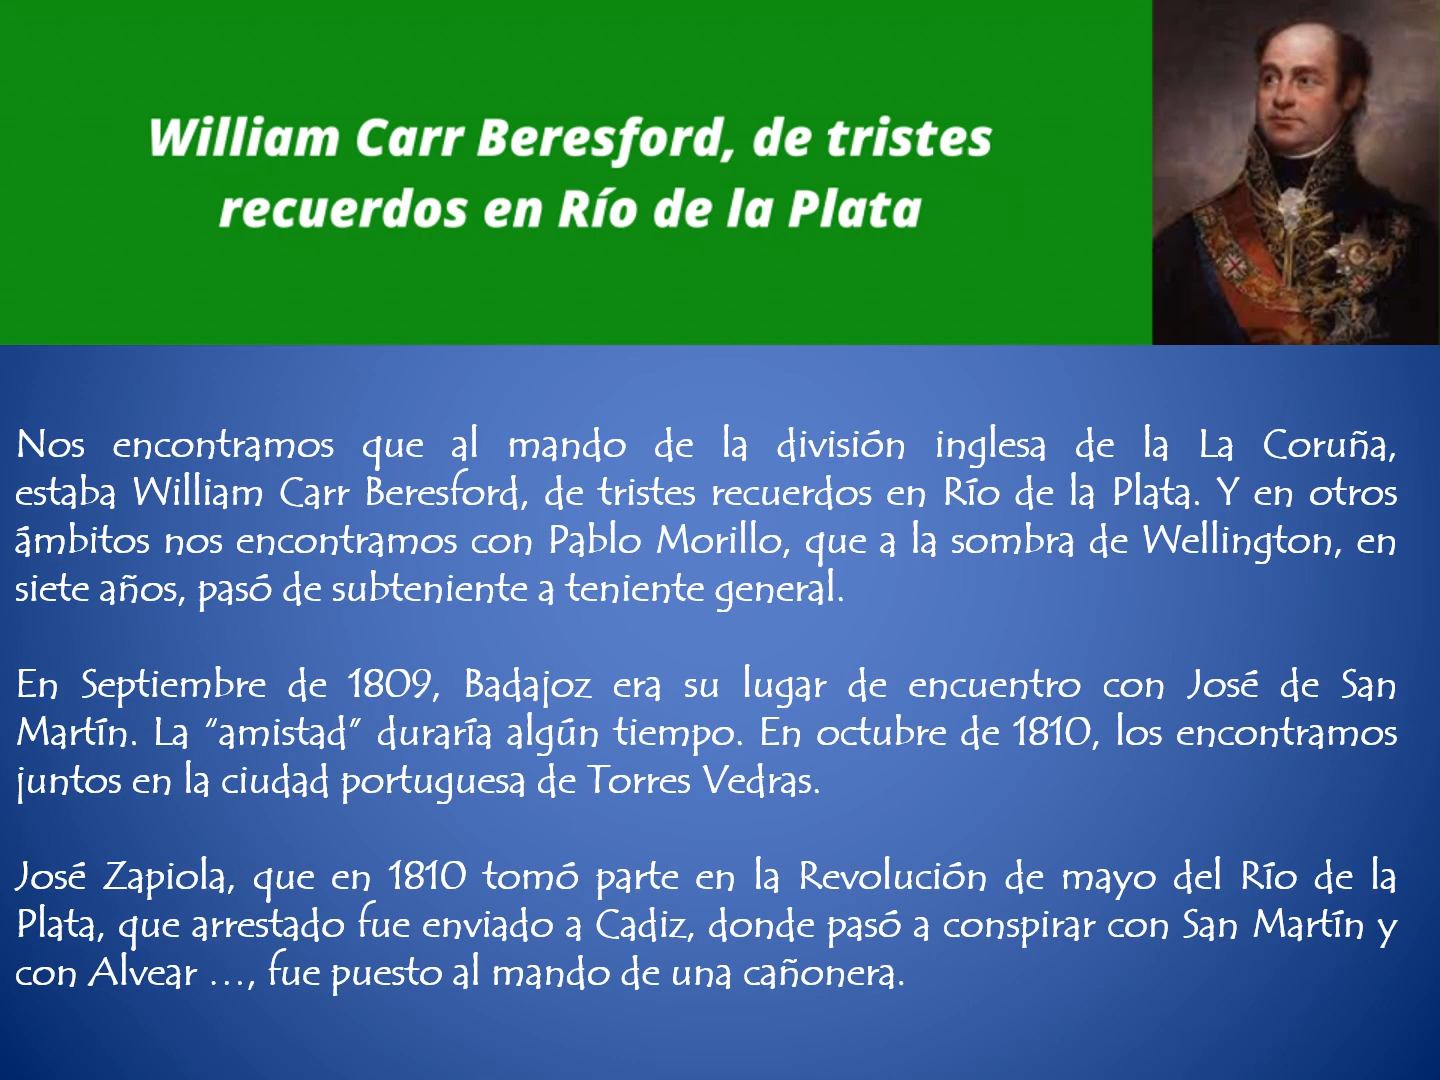 William Carr Beresford, de tristes
recuerdos en Río de la Plata
Nos encontramos que al mando de la división inglesa de la La Coruña,
estaba William Carr Beresford, de tristes recuerdos en Río de la Plata. Y en otros
ámbitos nos encontramos con Pablo Morillo, que a la sombra de Wellington, en
siete años, pasó de subteniente a teniente general.
En Septiembre de 1809, Badajoz era su lugar de encuentro con José de San
Martín. La “amistad” duraría algún tiempo. En octubre de 1810, los encontramos
juntos en la ciudad portuguesa de Torres Vedras.
José Zapiola, que en 1810 tomó parte en la Revolución de mayo del Río de la
Plata, que arrestado fue enviado a Cadiz, donde pasó a conspirar con San Martín y
con Alvear …, fue puesto al mando de una cañonera.